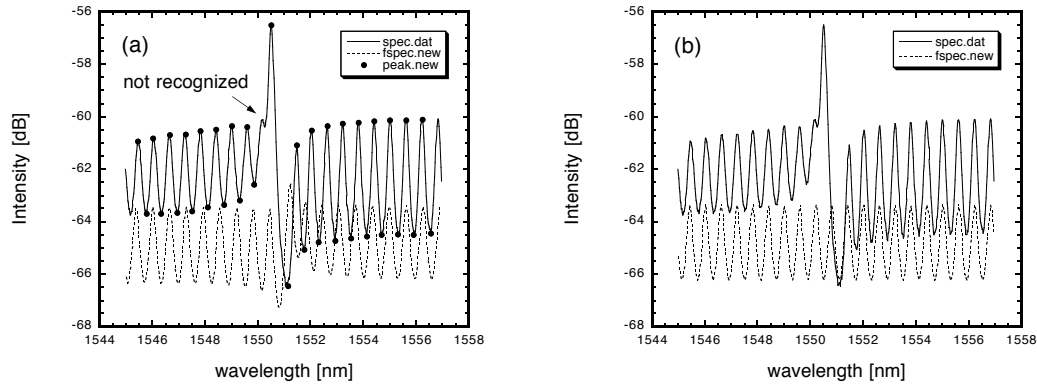 (a)
spec.dat
fspec.new
peak.new
not recognized
-56
-58
-60
-62
-64
-66
-68
Intensity [dB]
1544 1546 1548 1550 1552 1554 1556 1558
wavelength [nm]
(b)
spec.dat
fspec.new
-56
-58
-60
-62
-64
-66
-68
Intensity [dB]
1544 1546 1548 1550 1552 1554 1556 1558
wavelength [nm]